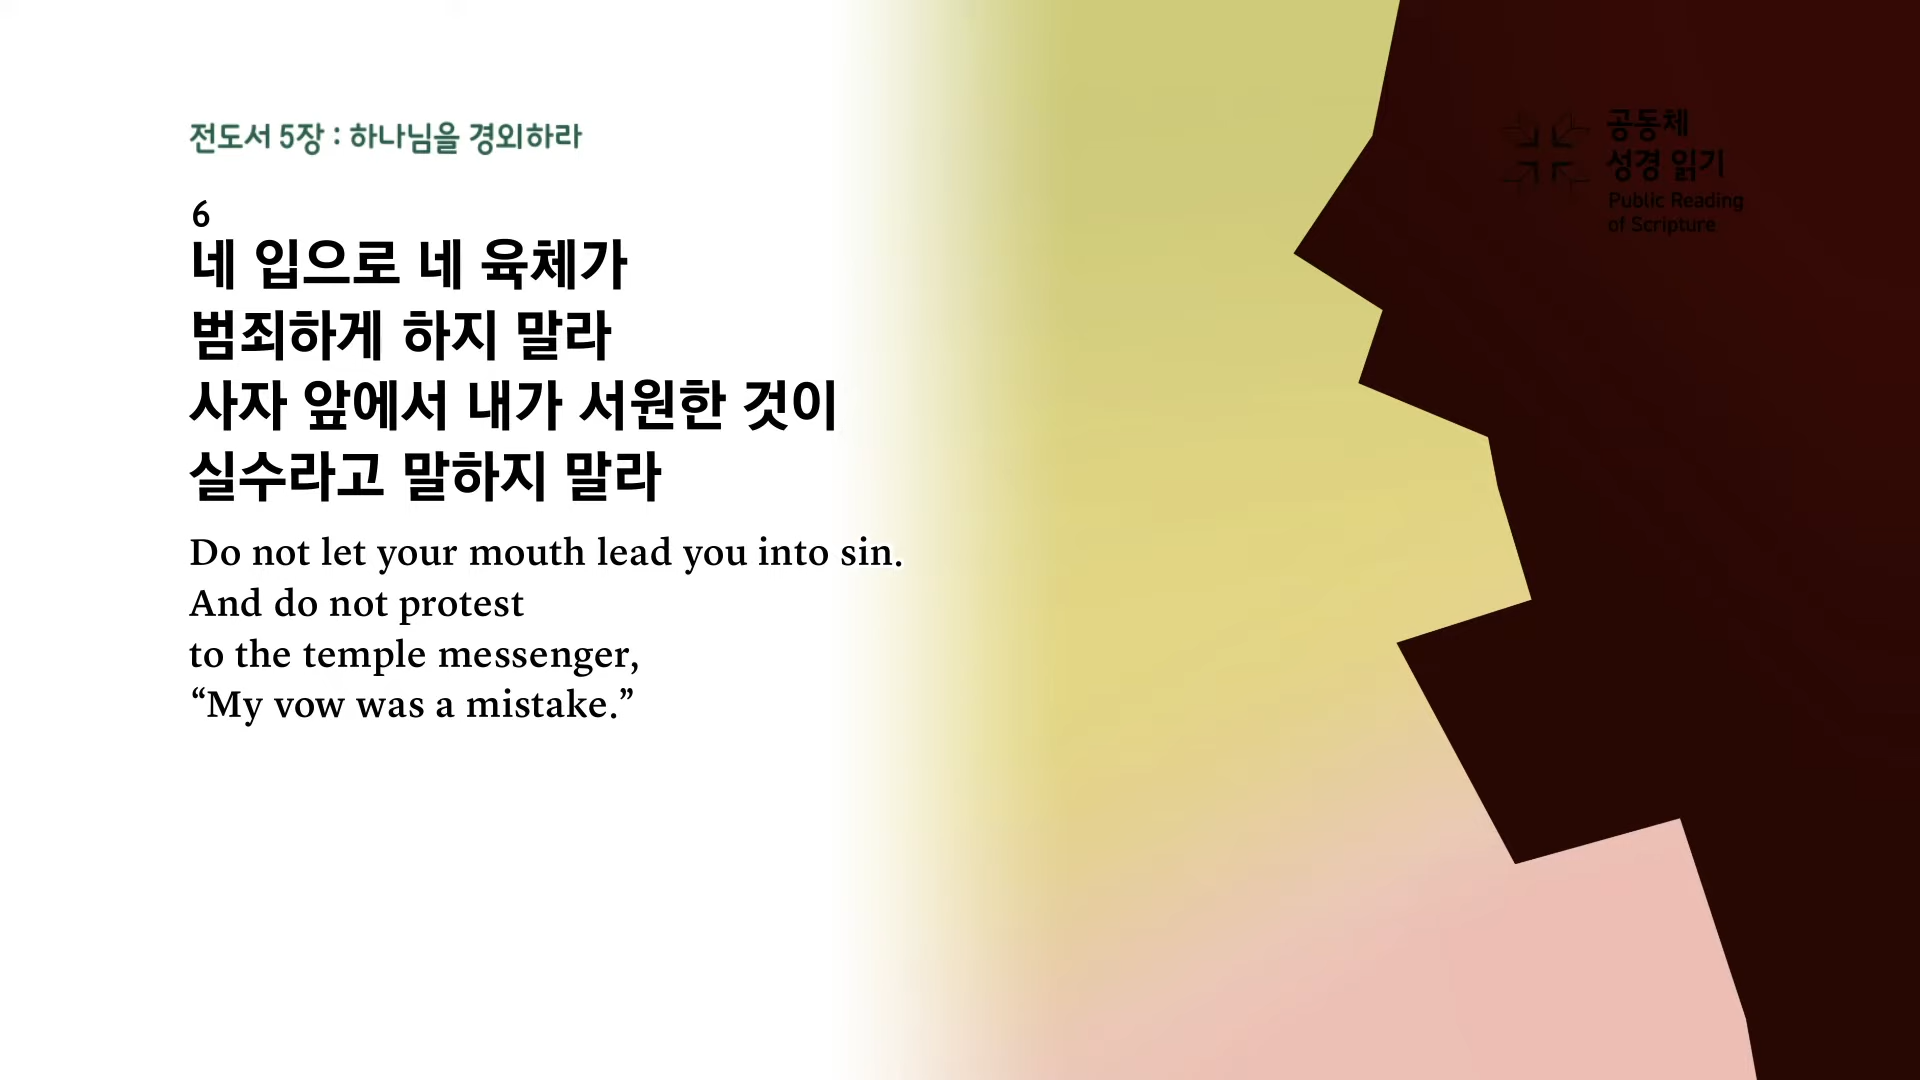 전도서 5장 : 하나님을 경외하라
공동체
성경 읽기
Public Reading
of Scripture
6
네 입으로 네 육체가
범죄하게 하지 말라
사자 앞에서 내가 서원한 것이
실수라고 말하지 말라
Do not let your mouth lead you into sin.
And do not protest
to the temple messenger,
“My vow was a mistake.”